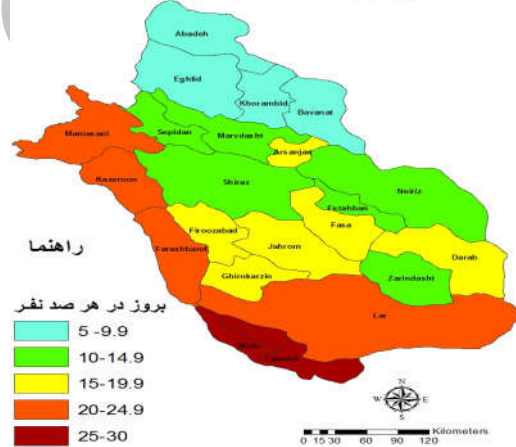 Abadeh
Eghlid
Khorambid
Bavanat
Mamasani
Sepidan
Marvdasht
Arsanjan
Kazeroon
Shiraz
Neiriz
Estahban
Firoozabad
Fasa
Farashband
Jahrom
Darab
Ghirokarzin
Zarindasht
Lar
Lamerd
راهنما
بروز در هر صد نفر
5 -9.9
10-14.9
15-19.9
20-24.9
25-30
N
W
E
S
Kilometers
0 15 30 60 90 120